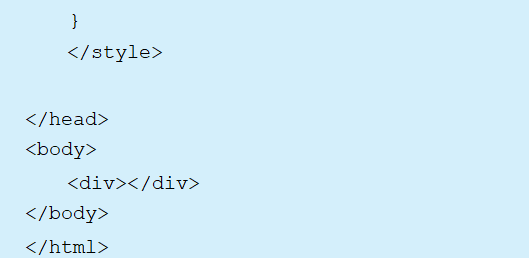 }
</style>
</head>
<body>
<div></div>
</body>
</html>